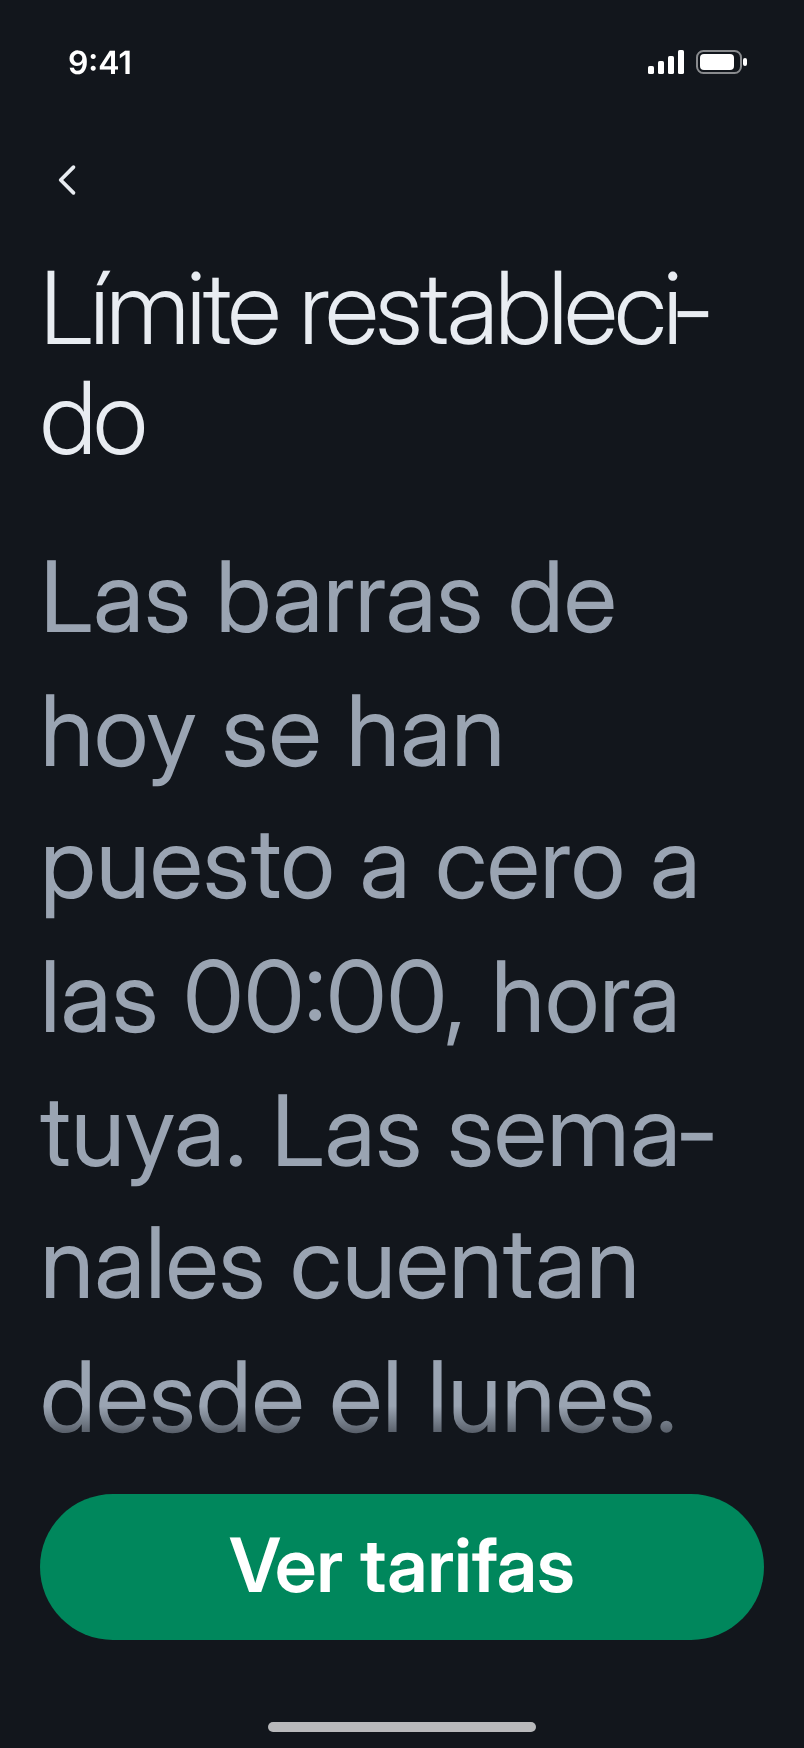 9:41
Límite restableci-
do
Las barras de
hoy se han
puesto a cero a
las 00:00, hora
tuya. Las sema-
nales cuentan
desde el lunes.
Ver tarifas